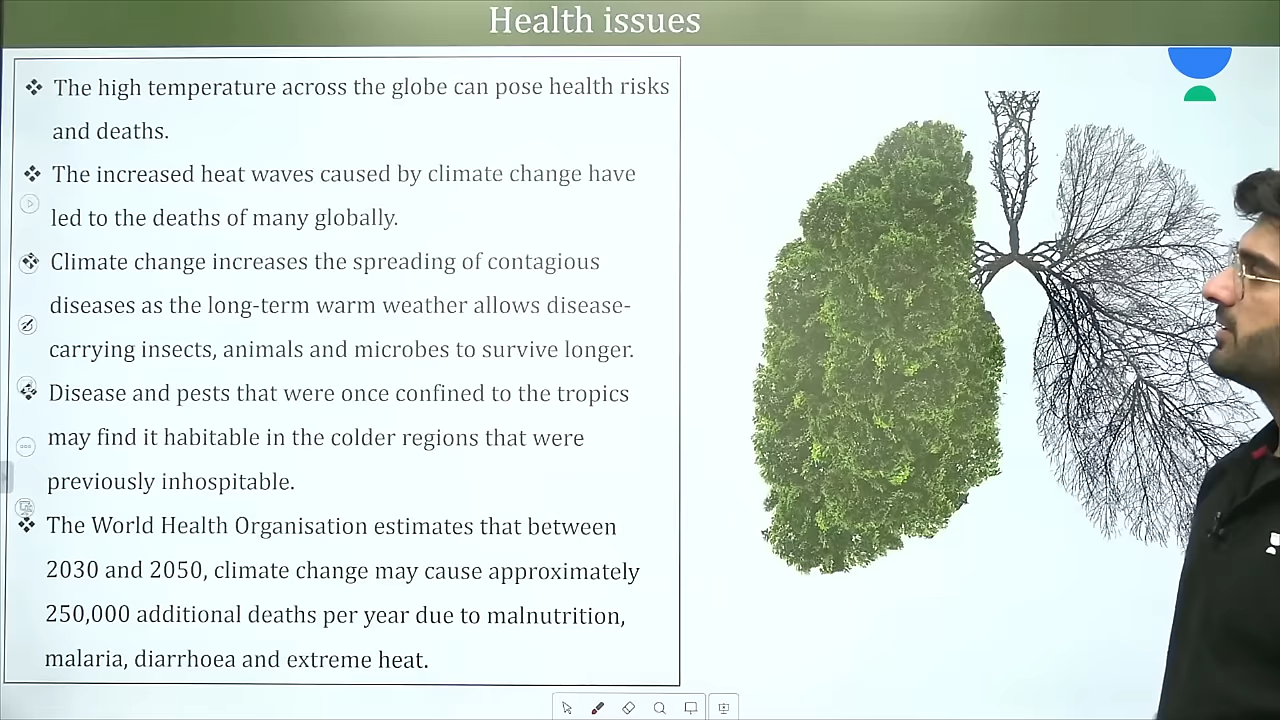 Health issues
❖ The high temperature across the globe can pose health risks
and deaths.
❖ The increased heat waves caused by climate change have
led to the deaths of many globally.
❖ Climate change increases the spreading of contagious
diseases as the long-term warm weather allows disease-
carrying insects, animals and microbes to survive longer.
❖ Disease and pests that were once confined to the tropics
may find it habitable in the colder regions that were
previously inhospitable.
❖ The World Health Organisation estimates that between
2030 and 2050, climate change may cause approximately
250,000 additional deaths per year due to malnutrition,
malaria, diarrhoea and extreme heat.